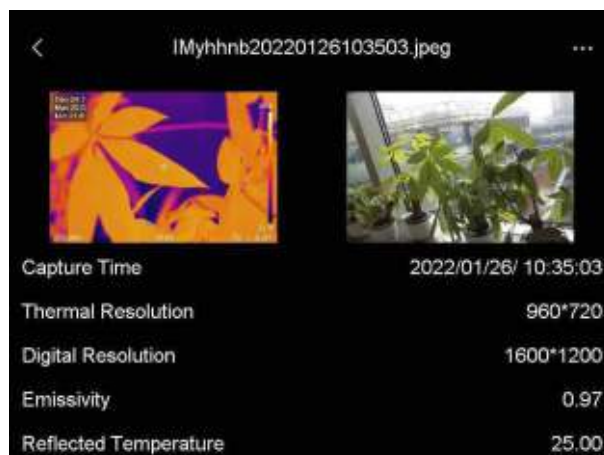 IMyhhnb20220126103503.jpeg
Capture Time 2022/01/26/ 10:35:03
Thermal Resolution 960*720
Digital Resolution 1600*1200
Emissivity 0.97
Reflected Temperature 25.00